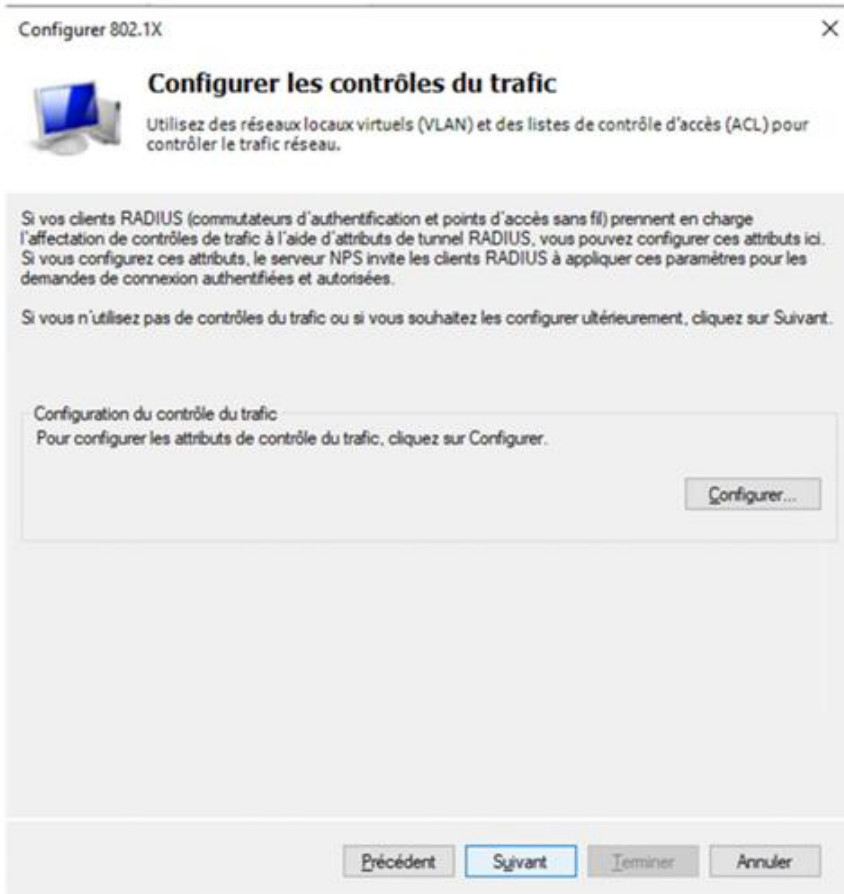 Configurer 802.1X
Configurer les contrôles du trafic
Utilisez des réseaux locaux virtuels (VLAN) et des listes de contrôle d'accès (ACL) pour
contrôler le trafic réseau.
Si vos clients RADIUS (commutateurs d'authentification et points d'accès sans fil) prennent en charge
l'affectation de contrôles de trafic à l'aide d'attributs de tunnel RADIUS, vous pouvez configurer ces attributs ici.
Si vous configurez ces attributs, le serveur NPS invite les clients RADIUS à appliquer ces paramètres pour les
demandes de connexion authentifiées et autorisées.
Si vous n'utilisez pas de contrôles du trafic ou si vous souhaitez les configurer ultérieurement, cliquez sur Suivant.
Configuration du contrôle du trafic
Pour configurer les attributs de contrôle du trafic, cliquez sur Configurer.
Configurer...
Précédent
Suivant
Terminer
Annuler